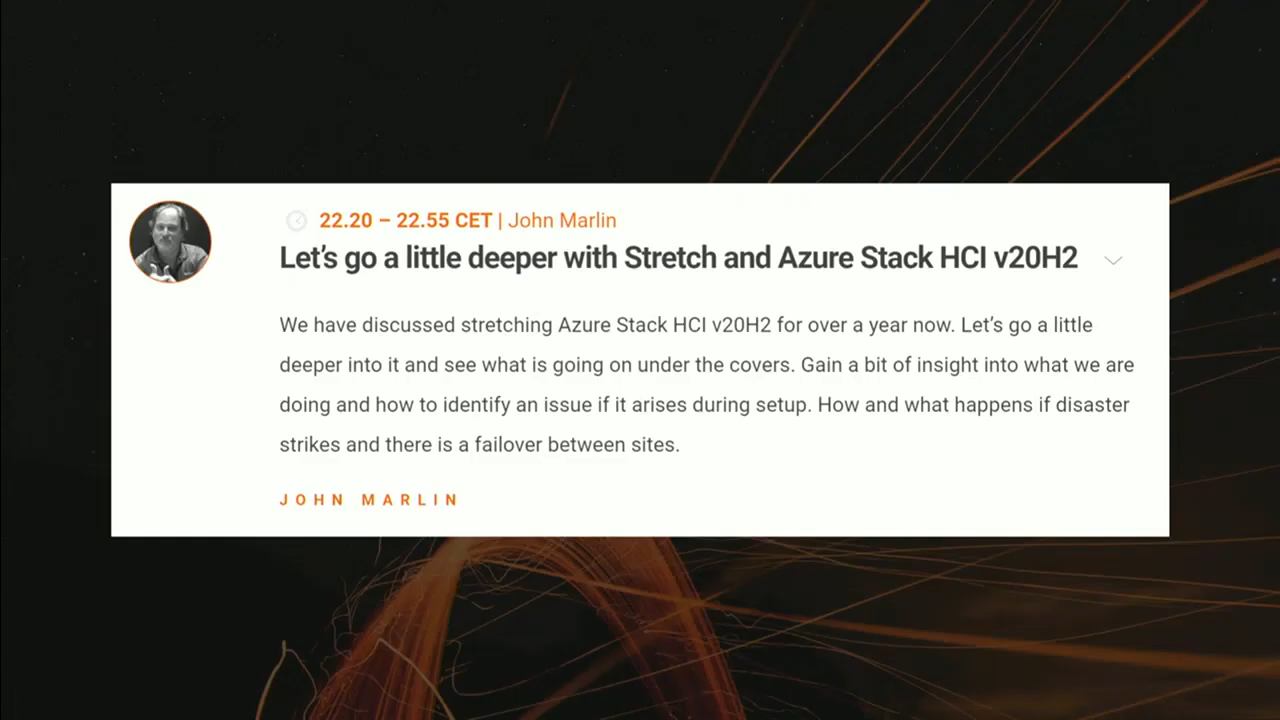 22.20 – 22.55 CET | John Marlin
Let’s go a little deeper with Stretch and Azure Stack HCI v20H2
We have discussed stretching Azure Stack HCI v20H2 for over a year now. Let’s go a little
deeper into it and see what is going on under the covers. Gain a bit of insight into what we are
doing and how to identify an issue if it arises during setup. How and what happens if disaster
strikes and there is a failover between sites.
JOHN MARLIN